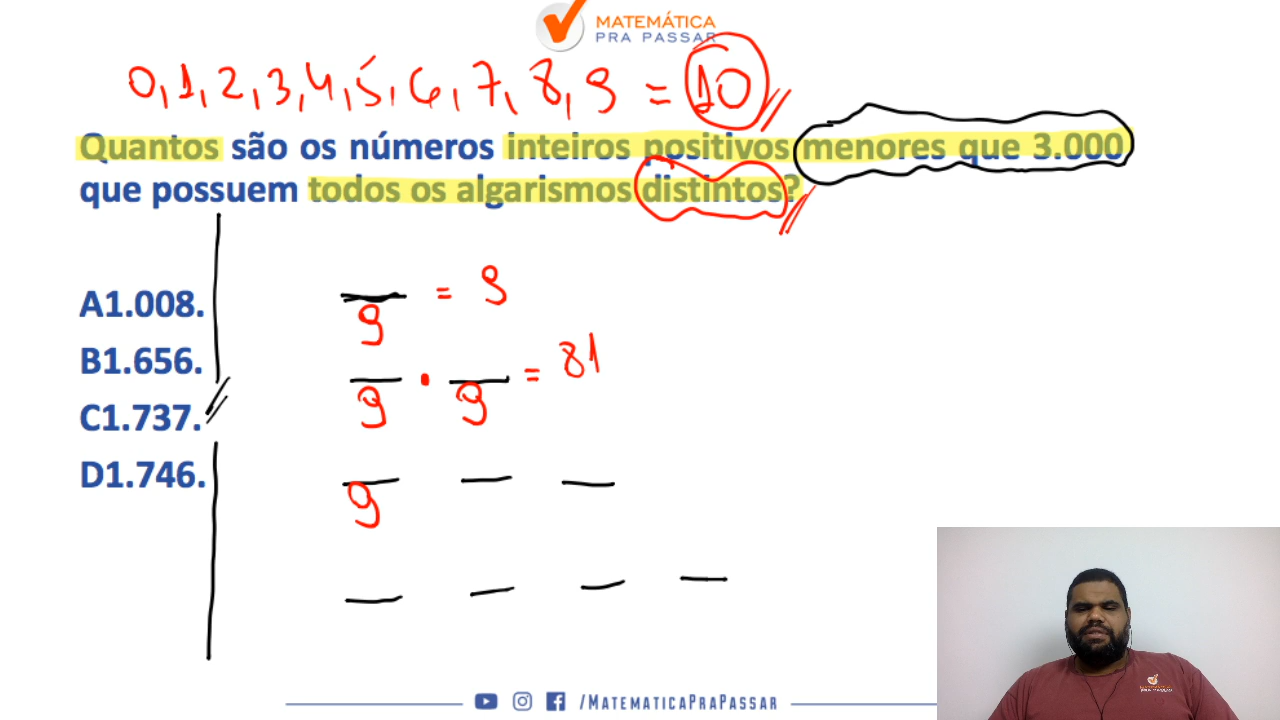 MATEMÁTICA
PRA PASSAR
0, 1, 2, 3, 4, 5, 6, 7, 8, 9 = 10
Quantos são os números inteiros positivos menores que 3.000
que possuem todos os algarismos distintos?
A1.008.
B1.656.
C1.737.
D1.746.
9 = 9
9 · 9 = 81
9
/MATEMATICAPRAPASSAR